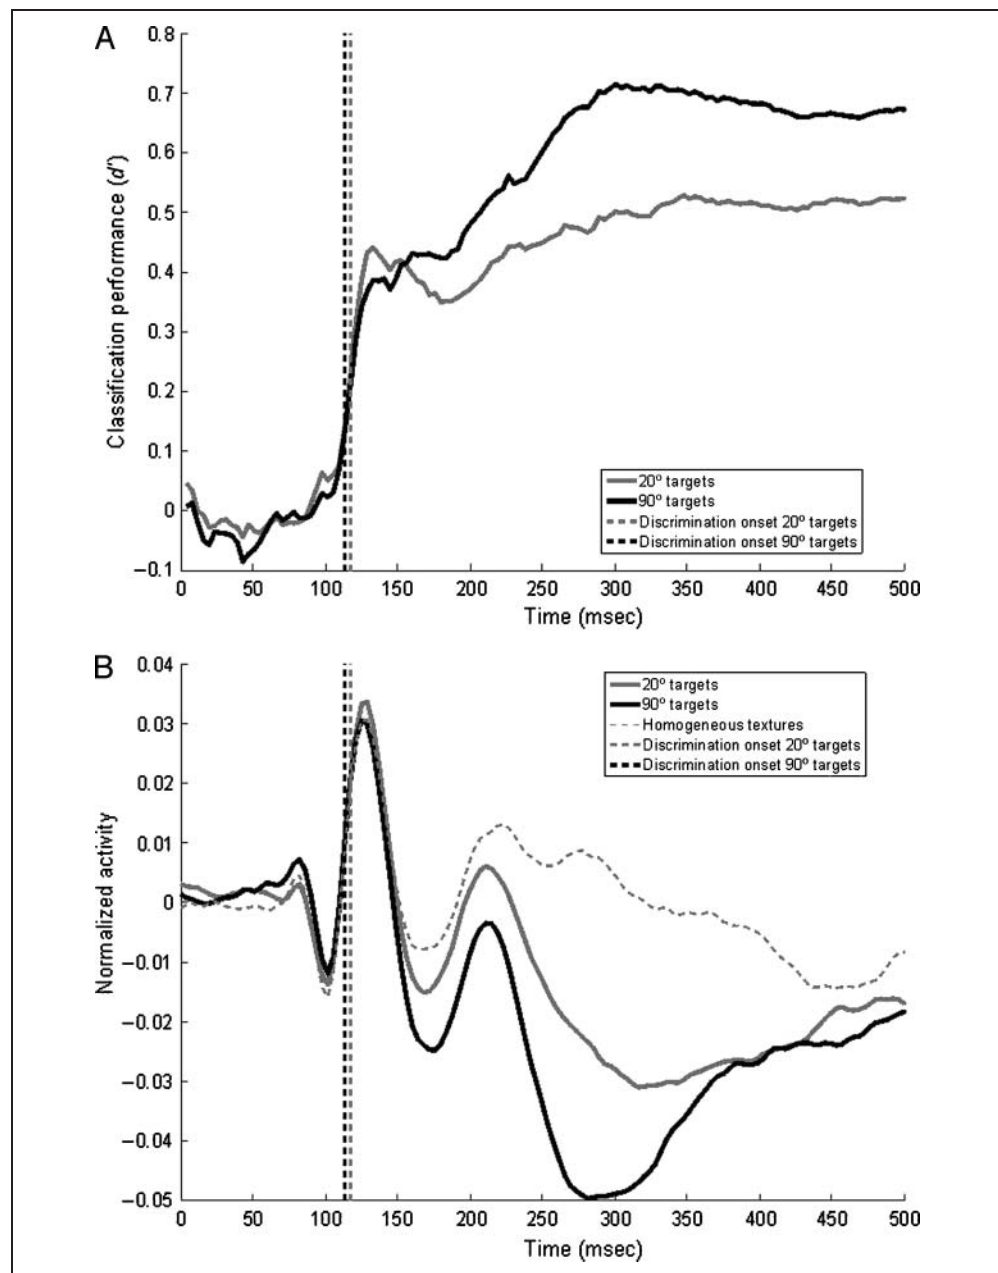 A
Classification performance (d')
0.8
0.7
0.6
0.5
0.4
0.3
0.2
0.1
0
−0.1
20º targets
90º targets
Discrimination onset 20º targets
Discrimination onset 90º targets
0 50 100 150 200 250 300 350 400 450 500
Time (msec)
B
Normalized activity
0.04
0.03
0.02
0.01
0
−0.01
−0.02
−0.03
−0.04
−0.05
20º targets
90º targets
Homogeneous textures
Discrimination onset 20º targets
Discrimination onset 90º targets
0 50 100 150 200 250 300 350 400 450 500
Time (msec)